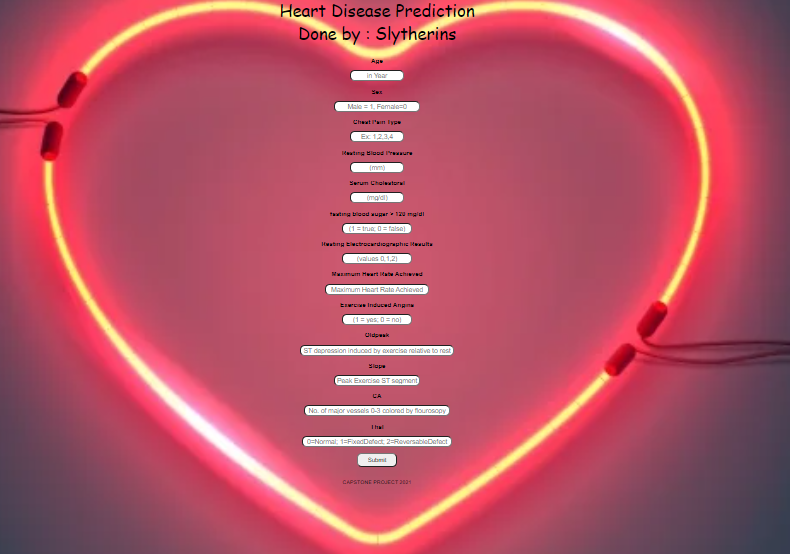 Heart Disease Prediction
Done by : Slytherins
Age
in Year
Sex
Male = 1, Female=0
Chest Pain Type
Ex: 1,2,3,4
Resting Blood Pressure
(mm)
Serum Cholestoral
(mg/dl)
Fasting blood sugar > 120 mg/dl
(1 = true; 0 = false)
Resting Electrocardiographic Results
(values 0,1,2)
Maximum Heart Rate Achieved
Maximum Heart Rate Achieved
Exercise Induced Angina
(1 = yes; 0 = no)
Oldpeak
ST depression induced by exercise relative to rest
Slope
Peak Exercise ST segment
CA
No. of major vessels 0-3 colored by flourosopy
Thal
0=Normal; 1=FixedDefect; 2=ReversableDefect
Submit
CAPSTONE PROJECT 2021